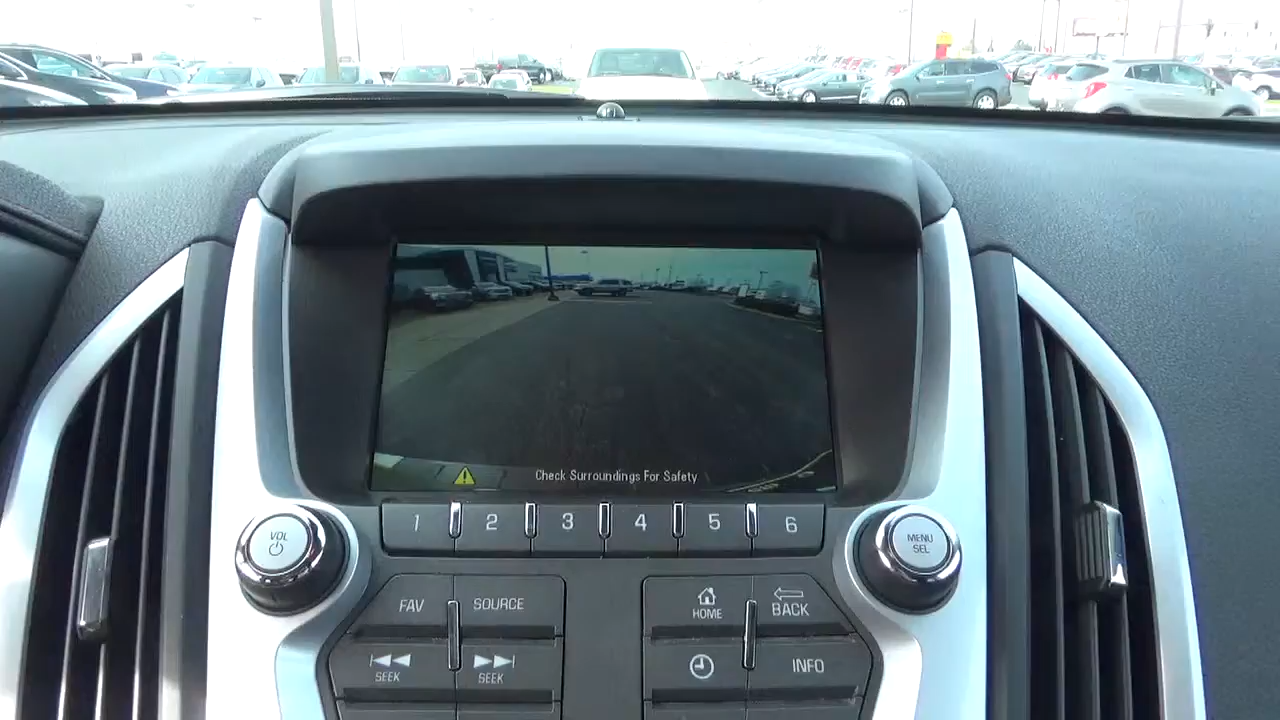 Check Surroundings For Safety
1 2 3 4 5 6
VOL
MENU
SEL
FAV SOURCE
HOME BACK
SEEK SEEK
INFO